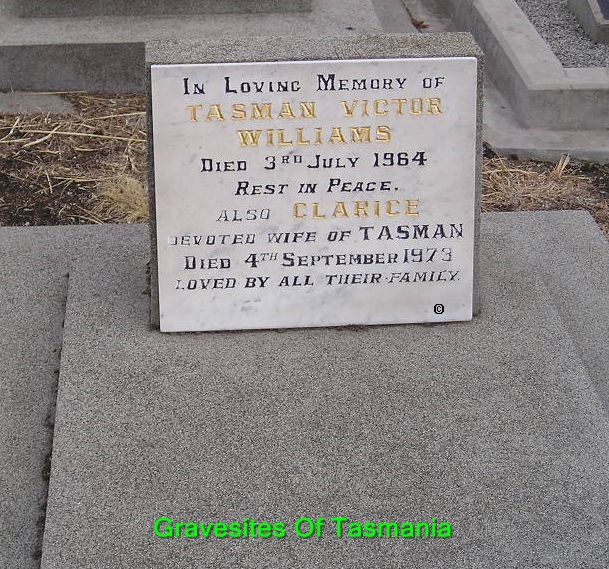 In Loving Memory of
TASMAN VICTOR
WILLIAMS
Died 3RD July 1964
Rest in Peace.
ALSO CLARICE
DEVOTED WIFE OF TASMAN
Died 4TH September 1973
LOVED BY ALL THEIR FAMILY.
©
Gravesites Of Tasmania